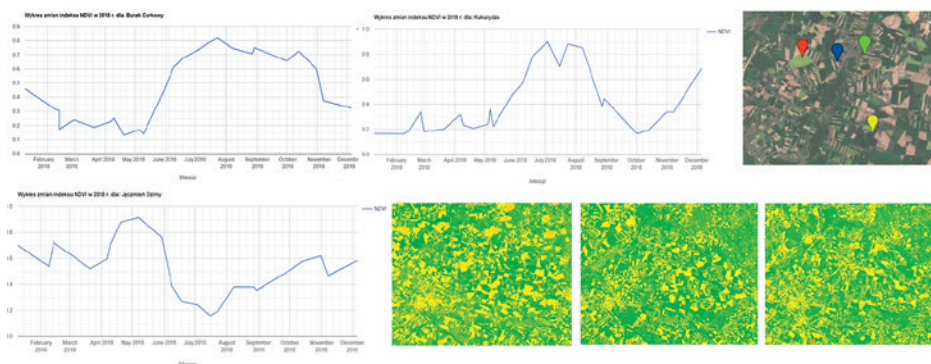 Wykres zmian indeksu NDVI w 2018 r. dla: Burak Cukrowy
0.9
0.8
0.7
0.6
0.5
0.4
0.3
0.2
0.1
0.0
February 2018
March 2018
April 2018
May 2018
June 2018
July 2018
August 2018
September 2018
October 2018
November 2018
December 2018
Miesiąc
Wykres zmian indeksu NDVI w 2018 r. dla: Kukurydza
NDVI
1.0
0.8
0.6
0.4
0.2
0.0
February 2018
March 2018
April 2018
May 2018
June 2018
July 2018
August 2018
September 2018
October 2018
November 2018
December 2018
Miesiąc
Wykres zmian indeksu NDVI w 2018 r. dla: Jęczmień Ozimy
NDVI
February 2018
March 2018
April 2018
May 2018
June 2018
July 2018
August 2018
September 2018
October 2018
November 2018
December 2018
Miesiąc